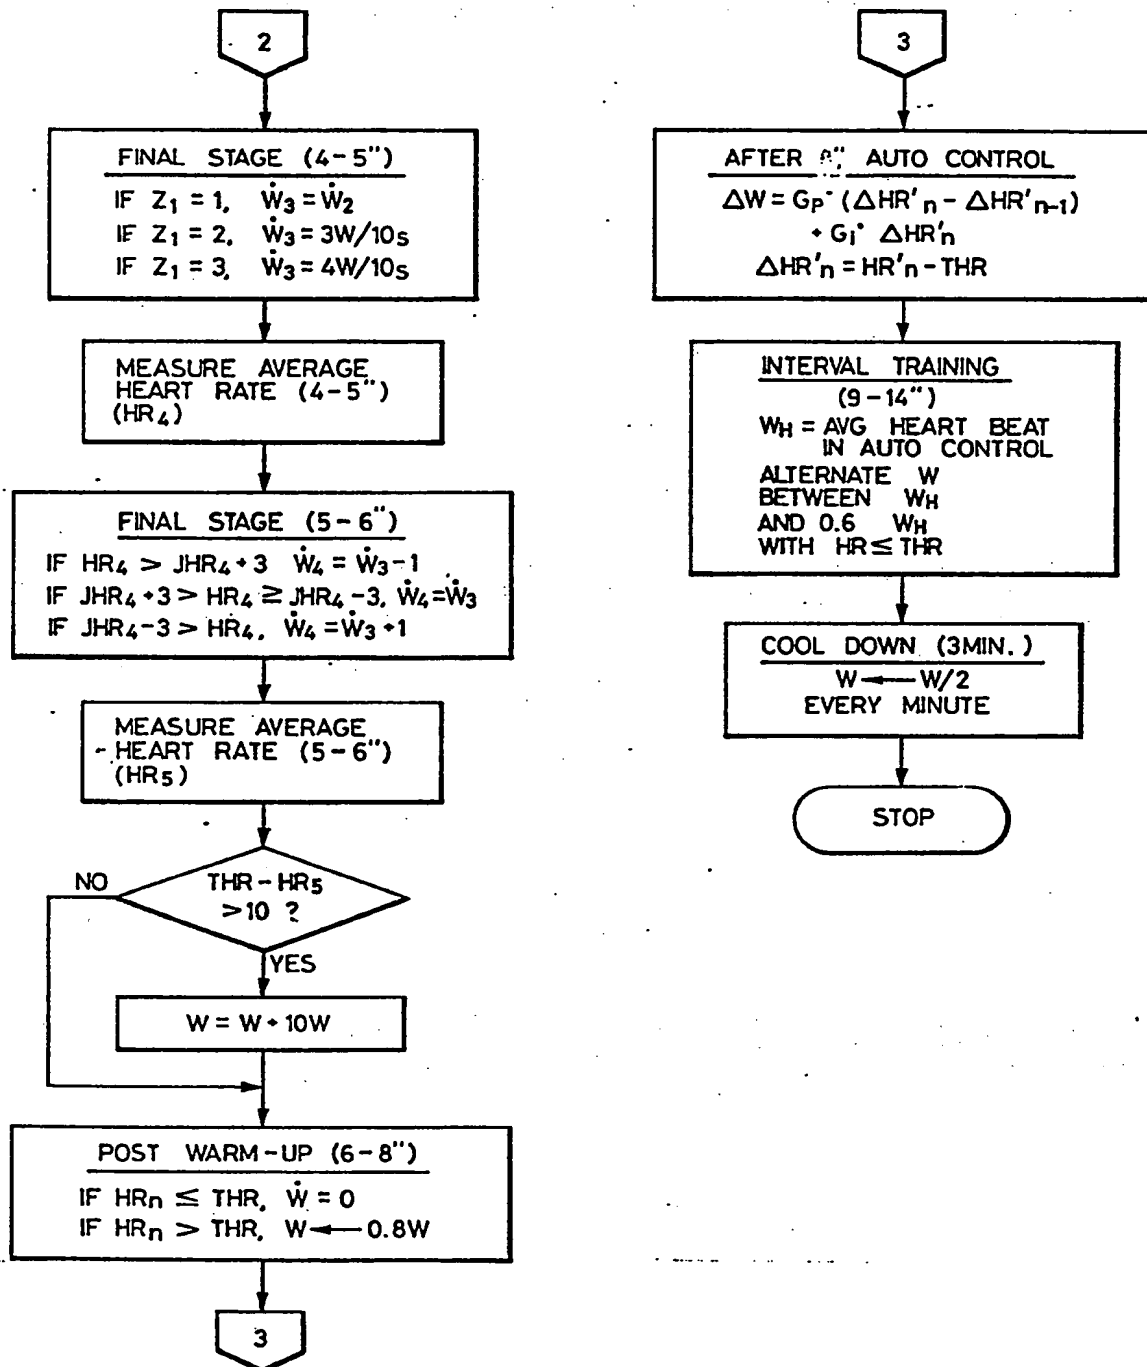 2
FINAL STAGE (4-5")
IF Z₁ = 1, Ẇ₃ = Ẇ₂
IF Z₁ = 2, Ẇ₃ = 3W/10s
IF Z₁ = 3, Ẇ₃ = 4W/10s
MEASURE AVERAGE
HEART RATE (4-5")
(HR₄)
FINAL STAGE (5-6")
IF HR₄ > JHR₄+3 Ẇ₄ = Ẇ₃-1
IF JHR₄+3 > HR₄ ≧ JHR₄-3, Ẇ₄=Ẇ₃
IF JHR₄-3 > HR₄, Ẇ₄ = Ẇ₃+1
MEASURE AVERAGE
HEART RATE (5-6")
(HR₅)
THR-HR₅
>10 ?
NO
YES
W = W + 10W
POST WARM-UP (6-8")
IF HRn ≦ THR, Ẇ = 0
IF HRn > THR, W ← 0.8W
3
3
AFTER AUTO CONTROL
△W = Gp· (△HR'n - △HR'n-1)
+ Gi· △HR'n
△HR'n = HR'n - THR
INTERVAL TRAINING
(9-14")
WH = AVG HEART BEAT
IN AUTO CONTROL
ALTERNATE W
BETWEEN WH
AND 0.6 WH
WITH HR ≦ THR
COOL DOWN (3MIN.)
W ← W/2
EVERY MINUTE
STOP